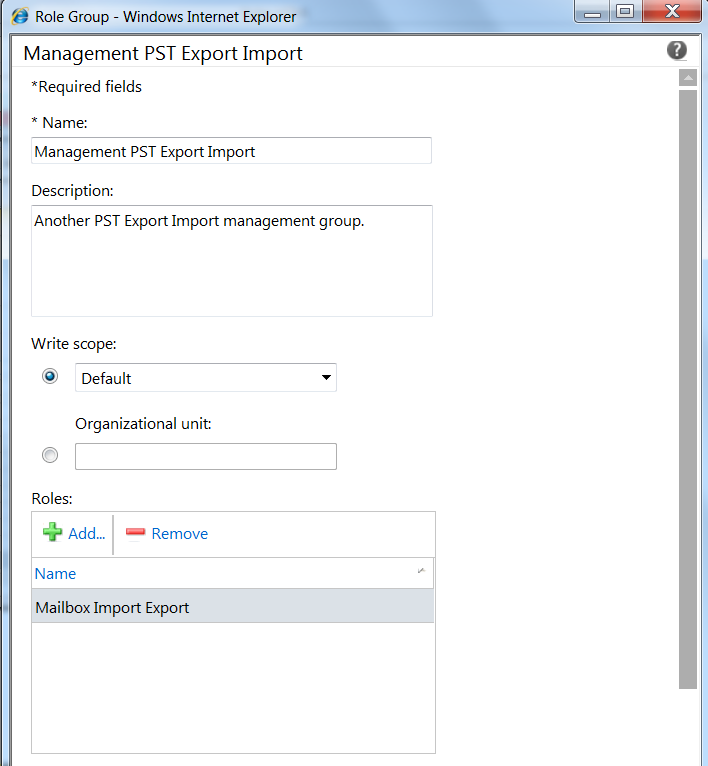 Role Group - Windows Internet Explorer
Management PST Export Import
*Required fields
* Name:
Management PST Export Import
Description:
Another PST Export Import management group.
Write scope:
Default
Organizational unit:
Roles:
Add... Remove
Name
Mailbox Import Export